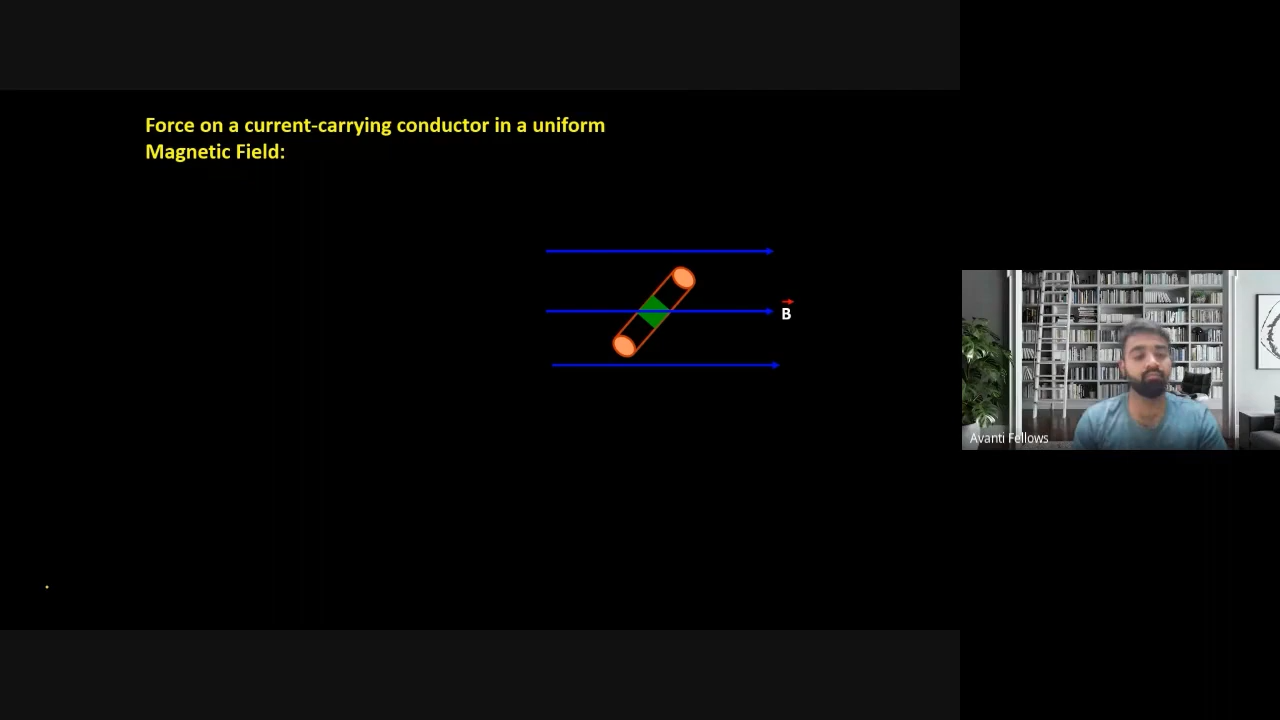 Force on a current-carrying conductor in a uniform
Magnetic Field:
B
Avanti Fellows